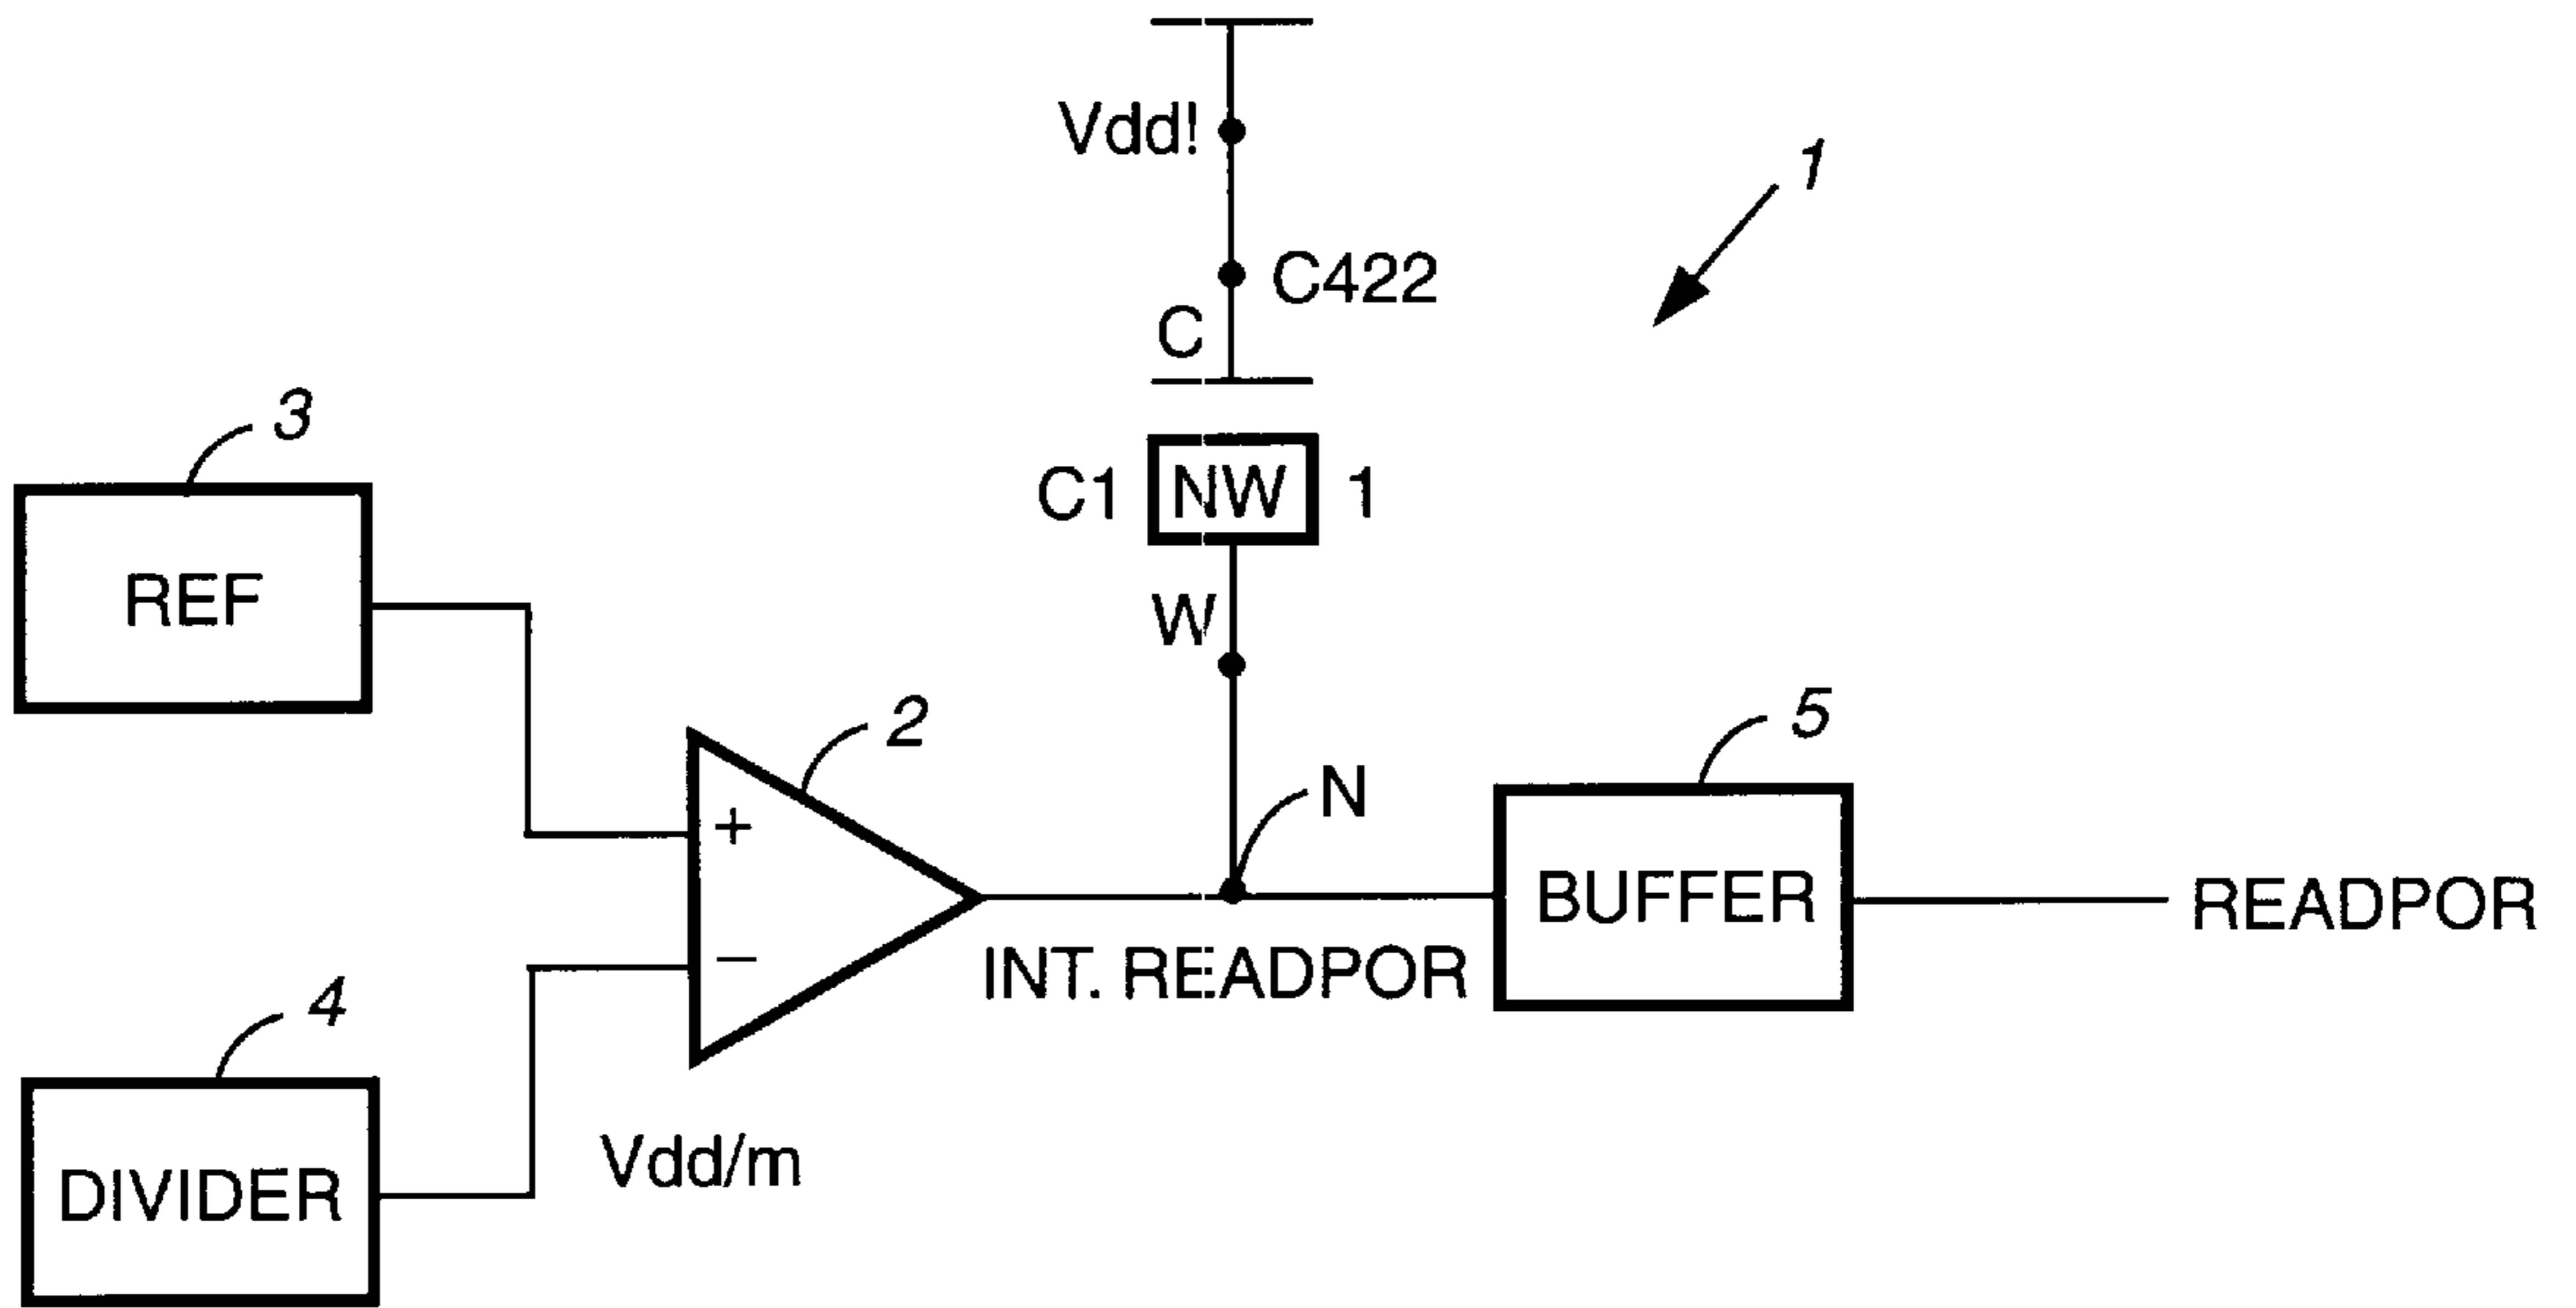 Vdd!
1
C422
C
3
C1 NW 1
REF
W
2
5
N
+
BUFFER
READPOR
−
INT. READPOR
4
Vdd/m
DIVIDER